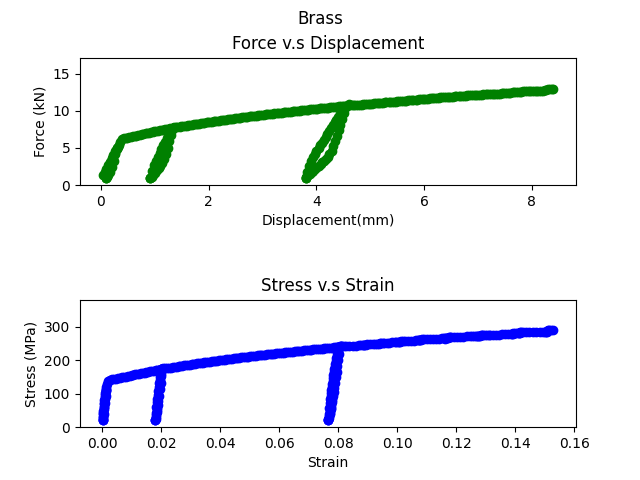 Brass
Force v.s Displacement
15
10
5
0
Force (kN)
0 2 4 6 8
Displacement(mm)
Stress v.s Strain
300
200
100
0
Stress (MPa)
0.00 0.02 0.04 0.06 0.08 0.10 0.12 0.14 0.16
Strain